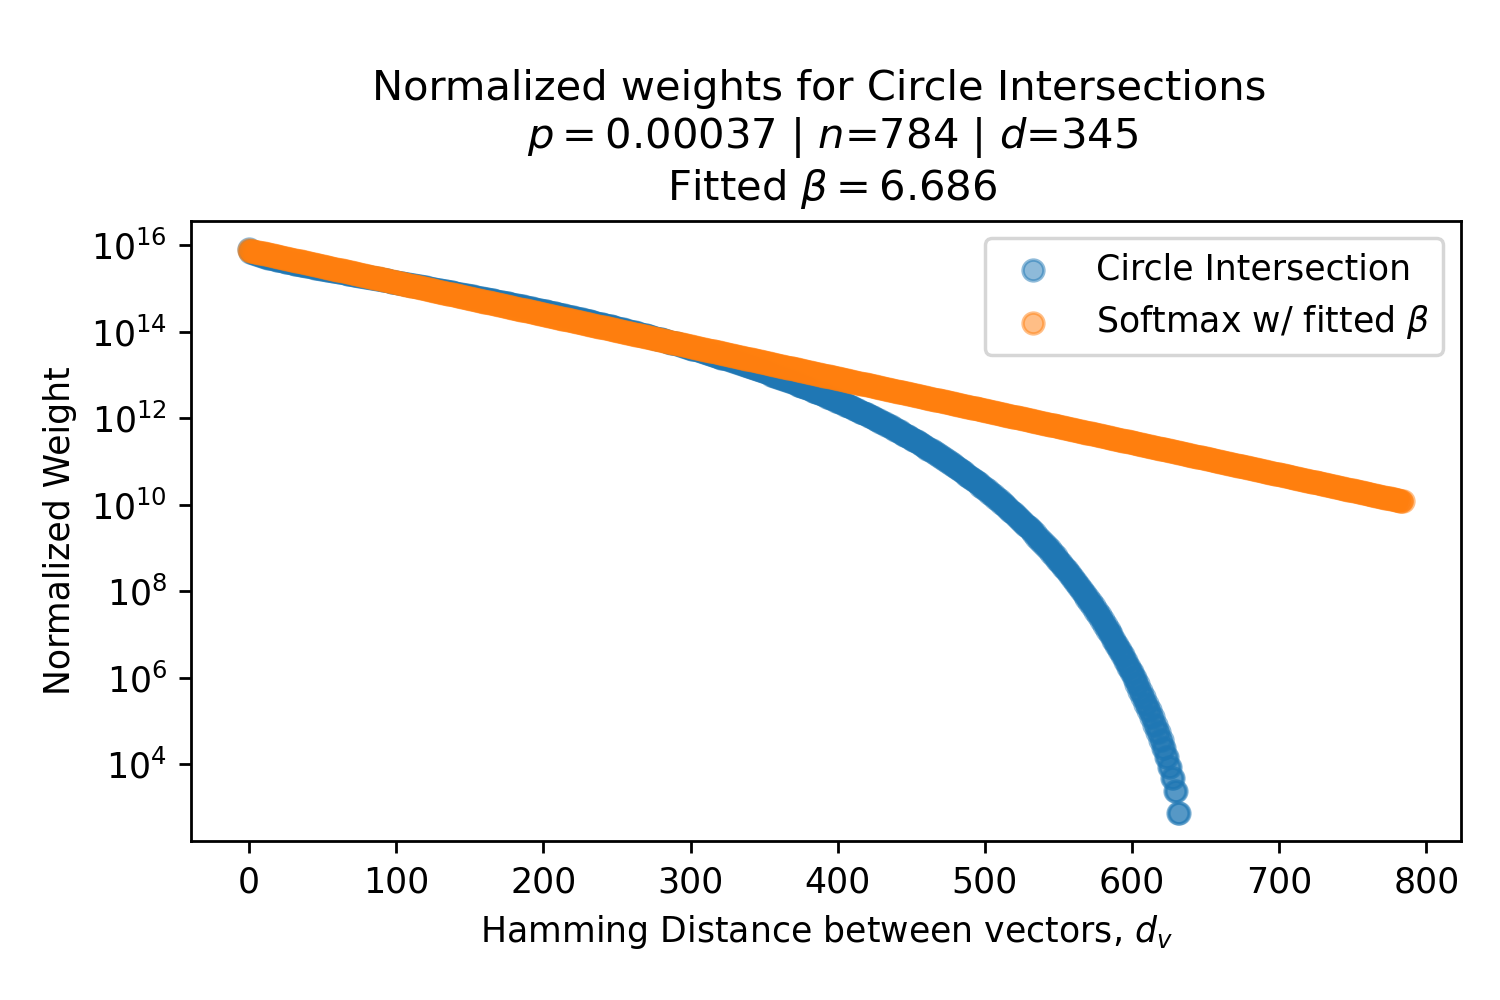 Normalized weights for Circle Intersections
p = 0.00037 | n=784 | d=345
Fitted β = 6.686
Circle Intersection
Softmax w/ fitted β
Normalized Weight
10^16
10^14
10^12
10^10
10^8
10^6
10^4
0 100 200 300 400 500 600 700 800
Hamming Distance between vectors, d_v